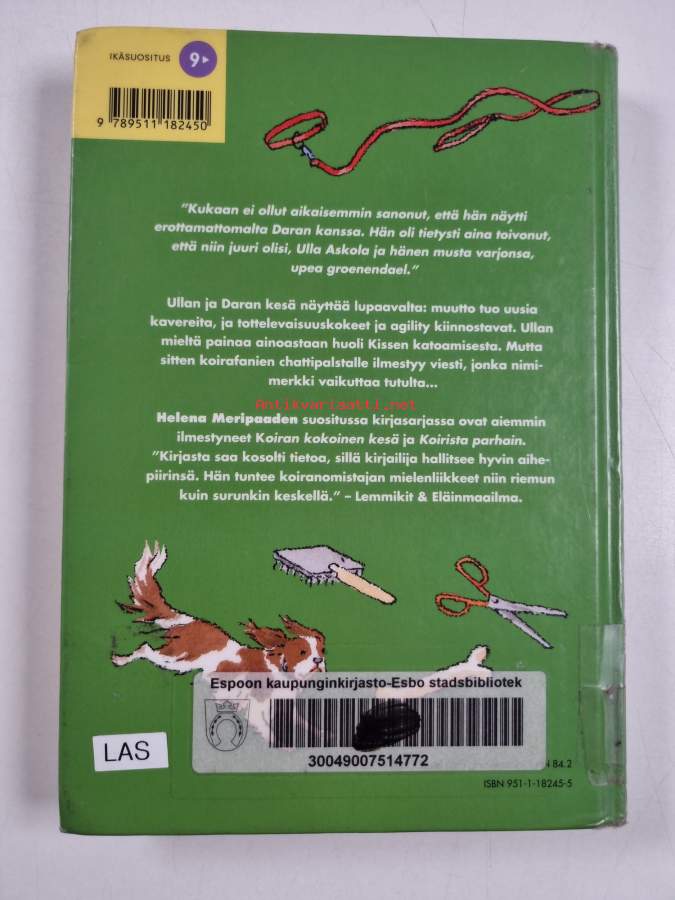 IKÄSUOSITUS 9
9 789511 182450
"Kukaan ei ollut aikaisemmin sanonut, että hän näytti
erottamattomalta Daran kanssa. Hän oli tietysti aina toivonut,
että niin juuri olisi, Ulla Askola ja hänen musta varjonsa,
upea groenendael."
Ullan ja Daran kesä näyttää lupaavalta: muutto tuo uusia
kavereita, ja tottelevaisuuskokeet ja agility kiinnostavat. Ullan
mieltä painaa ainoastaan huoli Kissen katoamisesta. Mutta
sitten koirafanien chattipalstalle ilmestyy viesti, jonka nimi-
merkki vaikuttaa tutulta...
Antikvariaatti.net
Helena Meripaaden suositussa kirjasarjassa ovat aiemmin
ilmestyneet Koiran kokoinen kesä ja Koirista parhain.
"Kirjasta saa kosolti tietoa, sillä kirjailija hallitsee hyvin aihe-
piirinsä. Hän tuntee koiranomistajan mielenliikkeet niin riemun
kuin surunkin keskellä." – Lemmikit & Eläinmaailma.
Espoon kaupunginkirjasto-Esbo stadsbibliotek
30049007514772
LAS
84.2
ISBN 951-1-18245-5